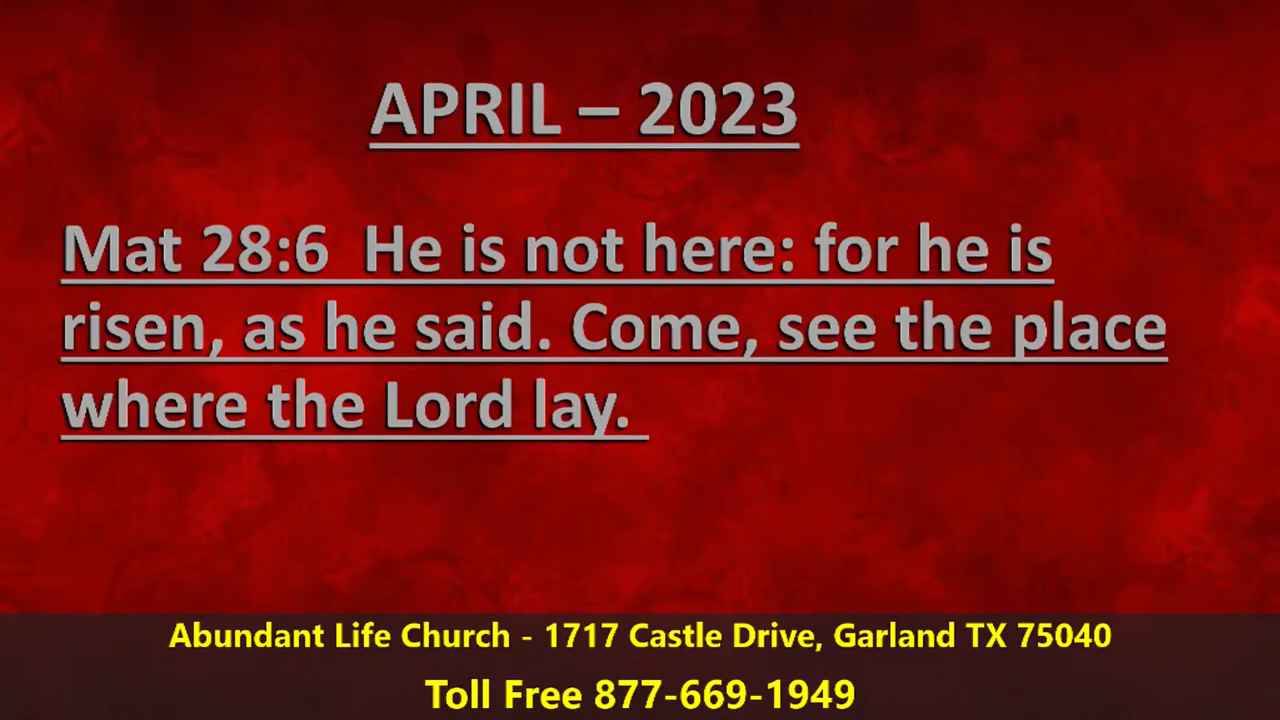 APRIL – 2023
Mat 28:6  He is not here: for he is
risen, as he said. Come, see the place
where the Lord lay.
Abundant Life Church - 1717 Castle Drive, Garland TX 75040
Toll Free 877-669-1949